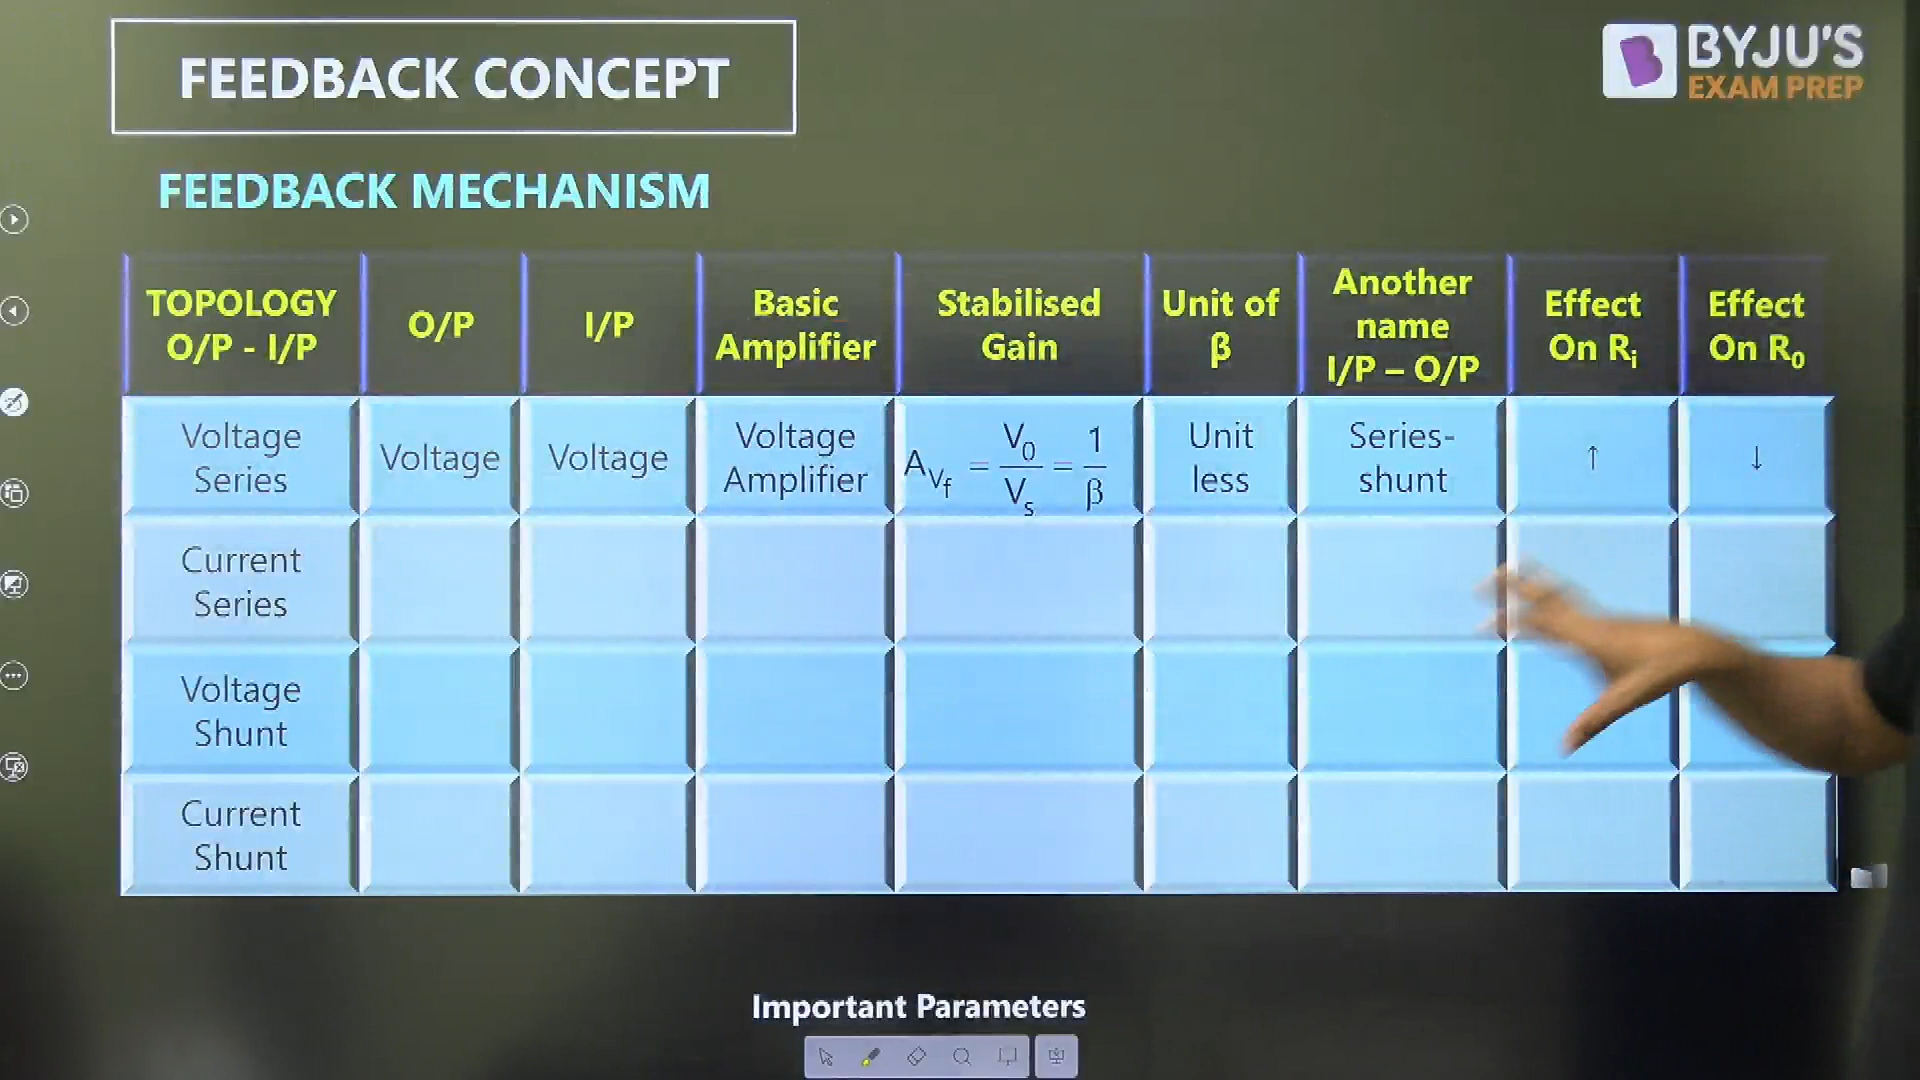 FEEDBACK CONCEPT
BYJU'S
EXAM PREP
FEEDBACK MECHANISM
TOPOLOGY
O/P - I/P
O/P
I/P
Basic
Amplifier
Stabilised
Gain
Unit of
β
Another
name
I/P – O/P
Effect
On Ri
Effect
On R0
Voltage
Series
Voltage
Voltage
Voltage
Amplifier
A_Vf = V0/Vs = 1/β
Unit
less
Series-
shunt
↑
↓
Current
Series
Voltage
Shunt
Current
Shunt
Important Parameters